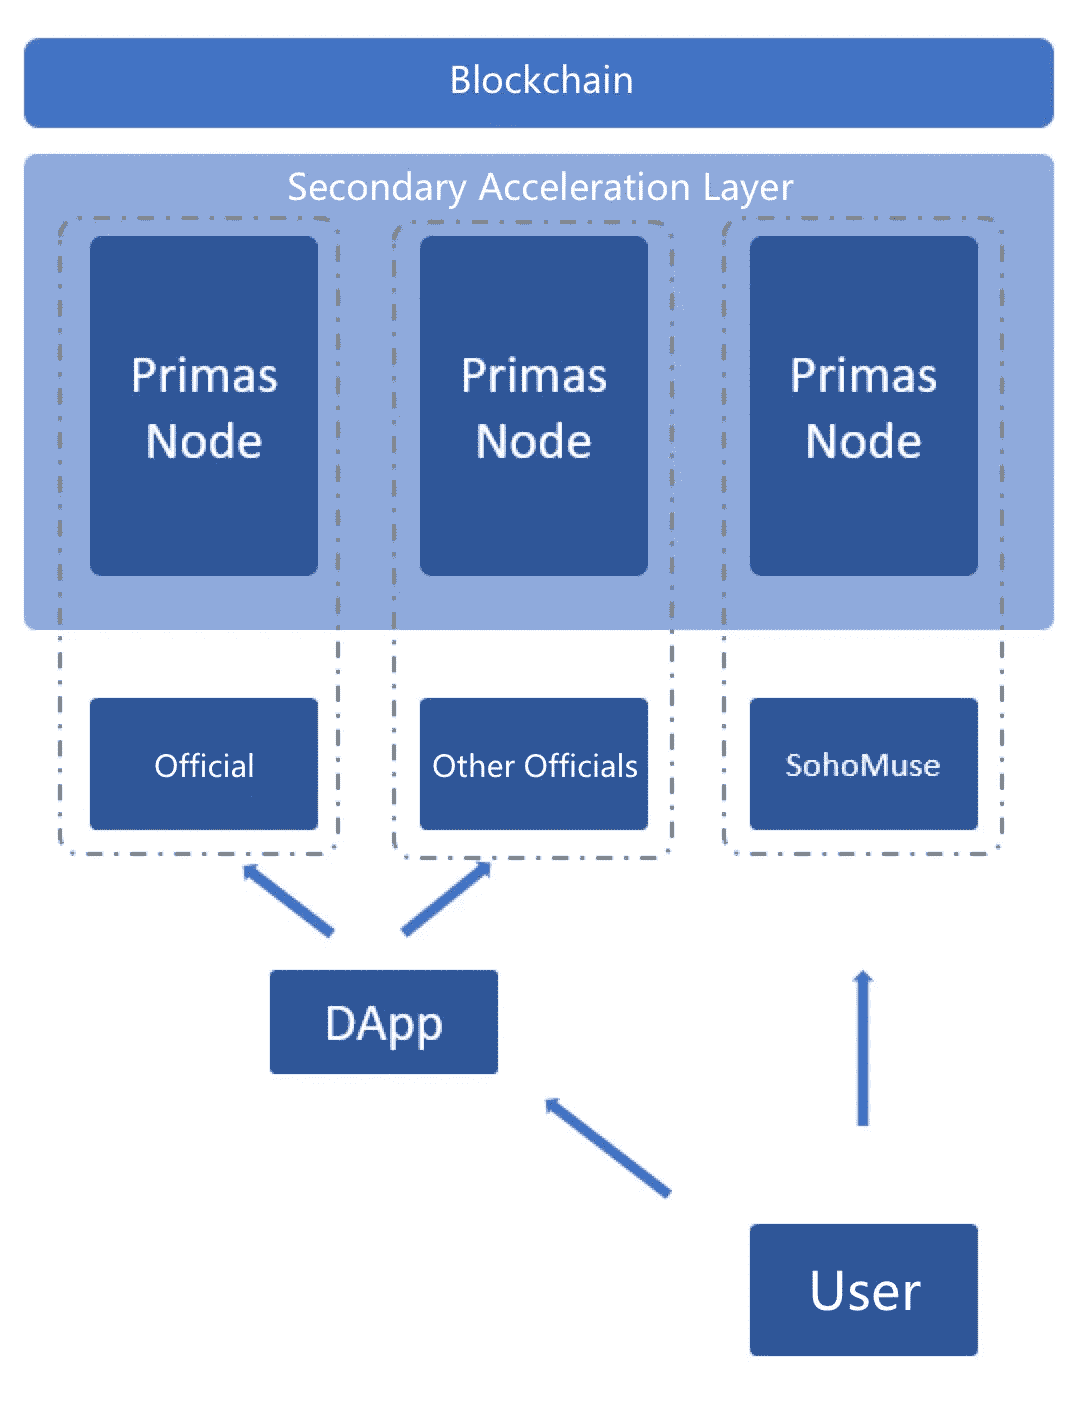 Blockchain
Secondary Acceleration Layer
Primas
Node
Primas
Node
Primas
Node
Official
Other Officials
SohoMuse
DApp
User